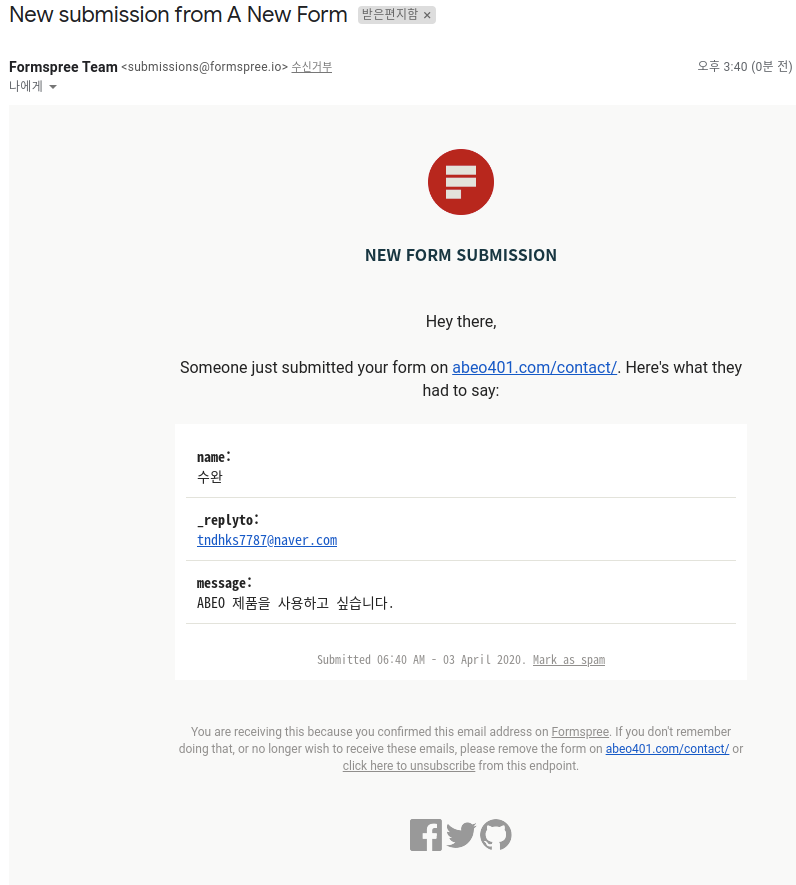 New submission from A New Form 받은편지함 ×
Formspree Team <submissions@formspree.io> 수신거부 오후 3:40 (0분 전)
나에게
NEW FORM SUBMISSION
Hey there,
Someone just submitted your form on abeo401.com/contact/. Here's what they
had to say:
name:
수완
_replyto:
tndhks7787@naver.com
message:
ABEO 제품을 사용하고 싶습니다.
Submitted 06:40 AM - 03 April 2020. Mark as spam
You are receiving this because you confirmed this email address on Formspree. If you don't remember
doing that, or no longer wish to receive these emails, please remove the form on abeo401.com/contact/ or
click here to unsubscribe from this endpoint.